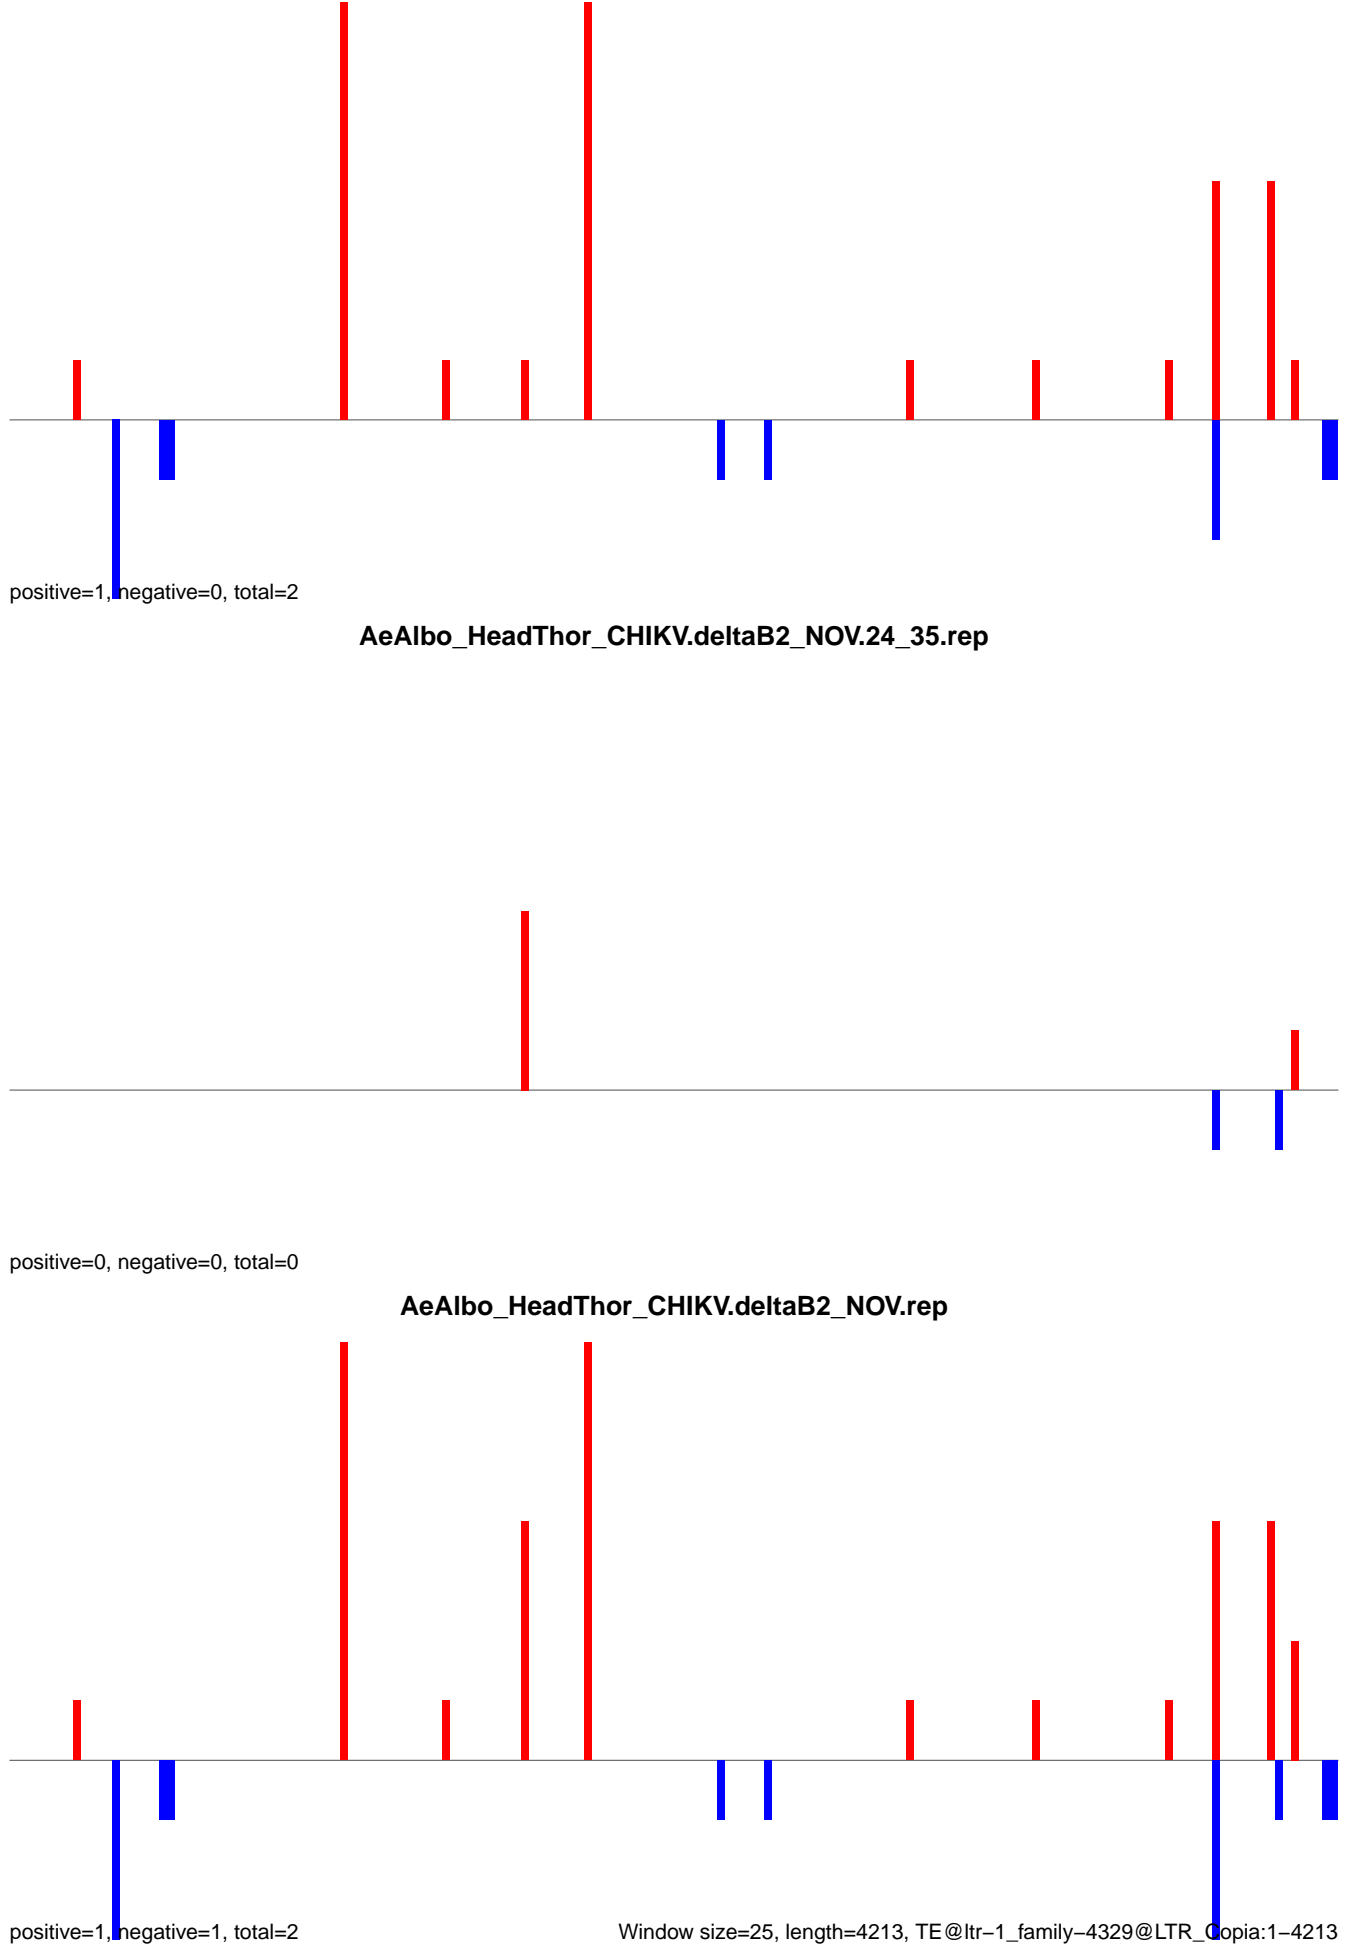 positive=1, negative=0, total=2
AeAlbo_HeadThor_CHIKV.deltaB2_NOV.24_35.rep
positive=0, negative=0, total=0
AeAlbo_HeadThor_CHIKV.deltaB2_NOV.rep
positive=1, negative=1, total=2
Window size=25, length=4213, TE@ltr−1_family−4329@LTR_Copia:1−4213